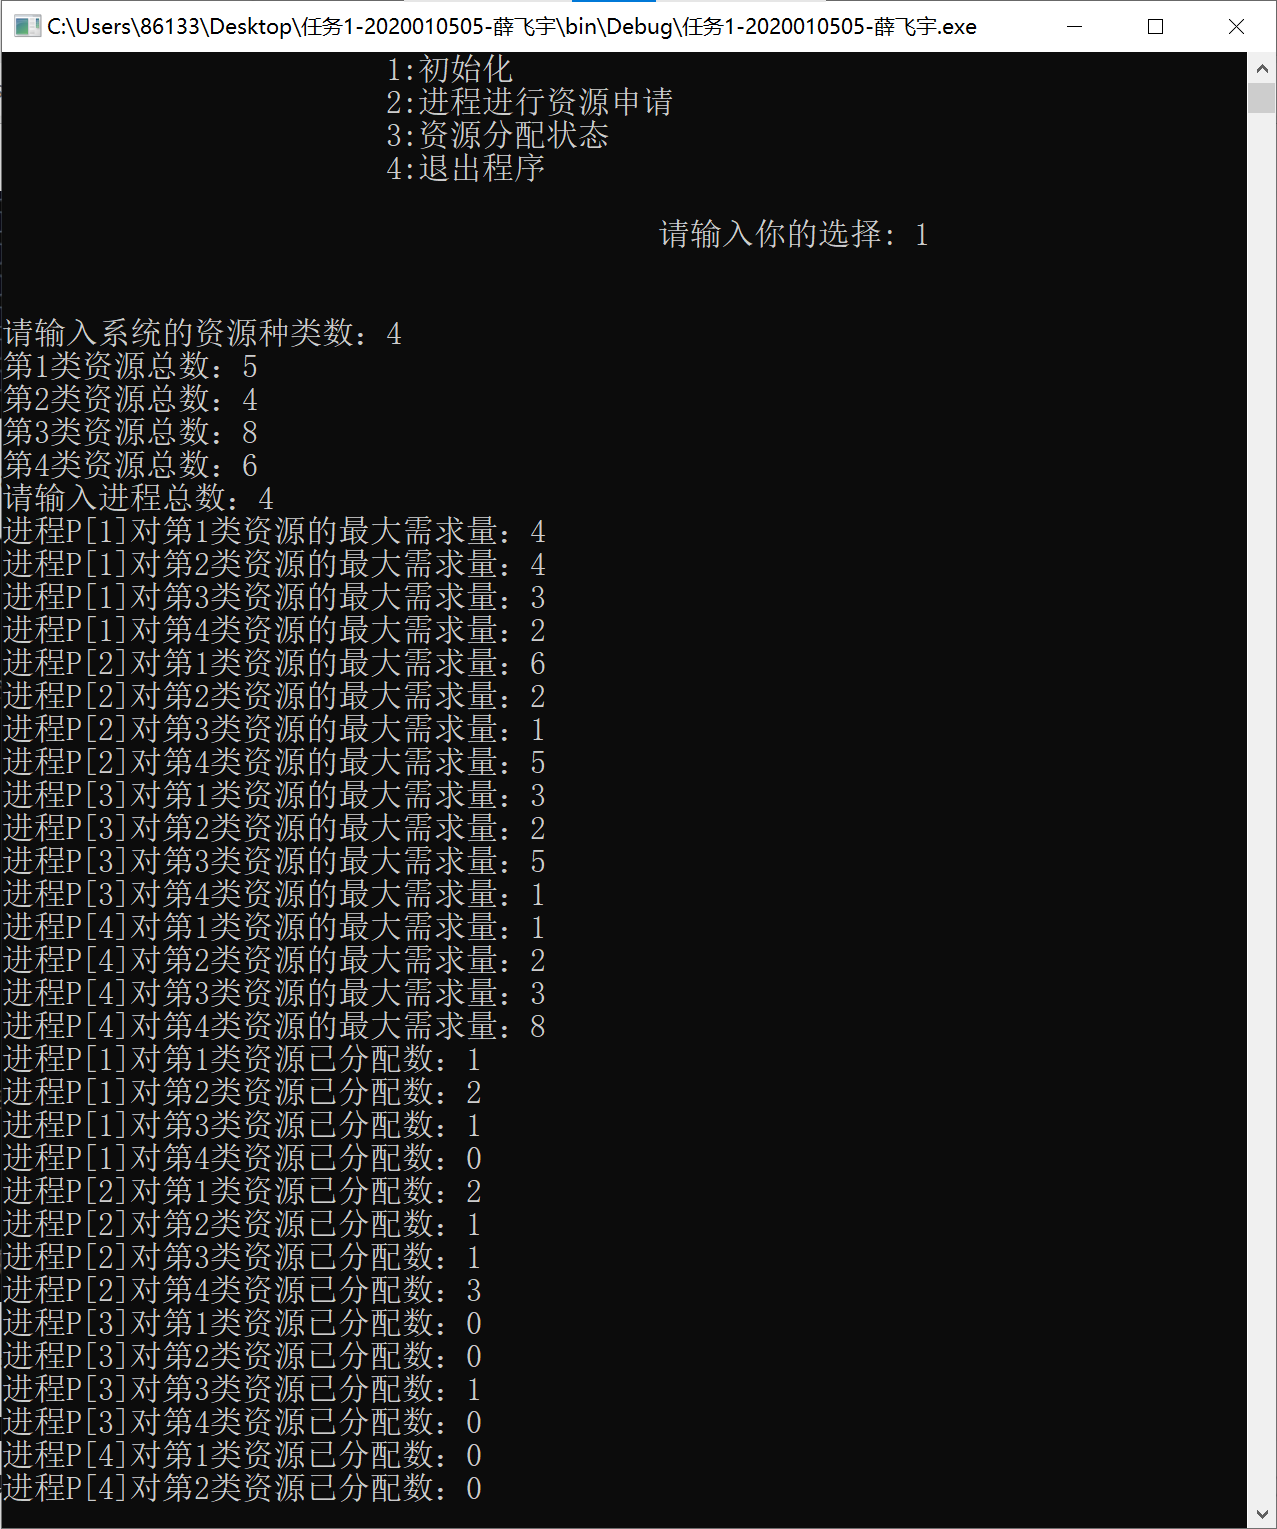 C:\Users\86133\Desktop\任务1-2020010505-薛飞宇\bin\Debug\任务1-2020010505-薛飞宇.exe
1:初始化
2:进程进行资源申请
3:资源分配状态
4:退出程序
请输入你的选择: 1
请输入系统的资源种类数：4
第1类资源总数：5
第2类资源总数：4
第3类资源总数：8
第4类资源总数：6
请输入进程总数：4
进程P[1]对第1类资源的最大需求量：4
进程P[1]对第2类资源的最大需求量：4
进程P[1]对第3类资源的最大需求量：3
进程P[1]对第4类资源的最大需求量：2
进程P[2]对第1类资源的最大需求量：6
进程P[2]对第2类资源的最大需求量：2
进程P[2]对第3类资源的最大需求量：1
进程P[2]对第4类资源的最大需求量：5
进程P[3]对第1类资源的最大需求量：3
进程P[3]对第2类资源的最大需求量：2
进程P[3]对第3类资源的最大需求量：5
进程P[3]对第4类资源的最大需求量：1
进程P[4]对第1类资源的最大需求量：1
进程P[4]对第2类资源的最大需求量：2
进程P[4]对第3类资源的最大需求量：3
进程P[4]对第4类资源的最大需求量：8
进程P[1]对第1类资源已分配数：1
进程P[1]对第2类资源已分配数：2
进程P[1]对第3类资源已分配数：1
进程P[1]对第4类资源已分配数：0
进程P[2]对第1类资源已分配数：2
进程P[2]对第2类资源已分配数：1
进程P[2]对第3类资源已分配数：1
进程P[2]对第4类资源已分配数：3
进程P[3]对第1类资源已分配数：0
进程P[3]对第2类资源已分配数：0
进程P[3]对第3类资源已分配数：1
进程P[3]对第4类资源已分配数：0
进程P[4]对第1类资源已分配数：0
进程P[4]对第2类资源已分配数：0